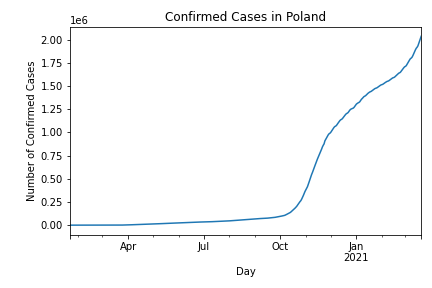 Confirmed Cases in Poland
1e6
2.00
1.75
1.50
1.25
1.00
0.75
0.50
0.25
0.00
Number of Confirmed Cases
Apr
Jul
Oct
Jan
2021
Day